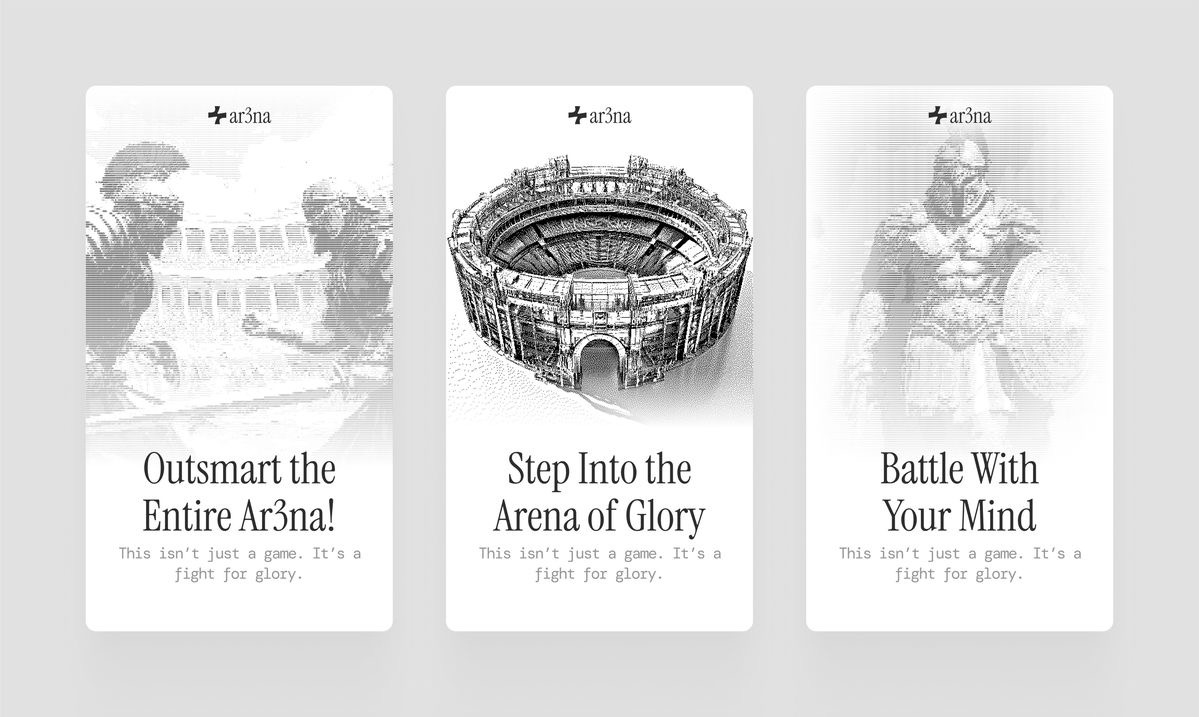 ar3na
Outsmart the
Entire Ar3na!
This isn’t just a game. It’s a
fight for glory.
ar3na
Step Into the
Arena of Glory
This isn’t just a game. It’s a
fight for glory.
ar3na
Battle With
Your Mind
This isn’t just a game. It’s a
fight for glory.